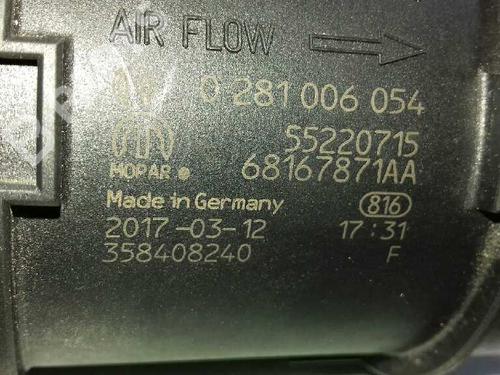 AIR FLOW
0 281 006 054
55220715
MOPAR 68167871AA
Made in Germany 816
2017-03-12 17:31
358408240 F